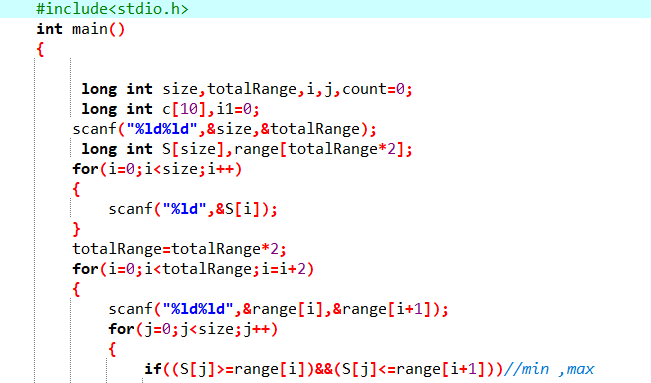 #include<stdio.h>
int main()
{
long int size,totalRange,i,j,count=0;
long int c[10],i1=0;
scanf("%ld%ld",&size,&totalRange);
long int S[size],range[totalRange*2];
for(i=0;i<size;i++)
{
scanf("%ld",&S[i]);
}
totalRange=totalRange*2;
for(i=0;i<totalRange;i=i+2)
{
scanf("%ld%ld",&range[i],&range[i+1]);
for(j=0;j<size;j++)
{
if((S[j]>=range[i])&&(S[j]<=range[i+1]))//min ,max